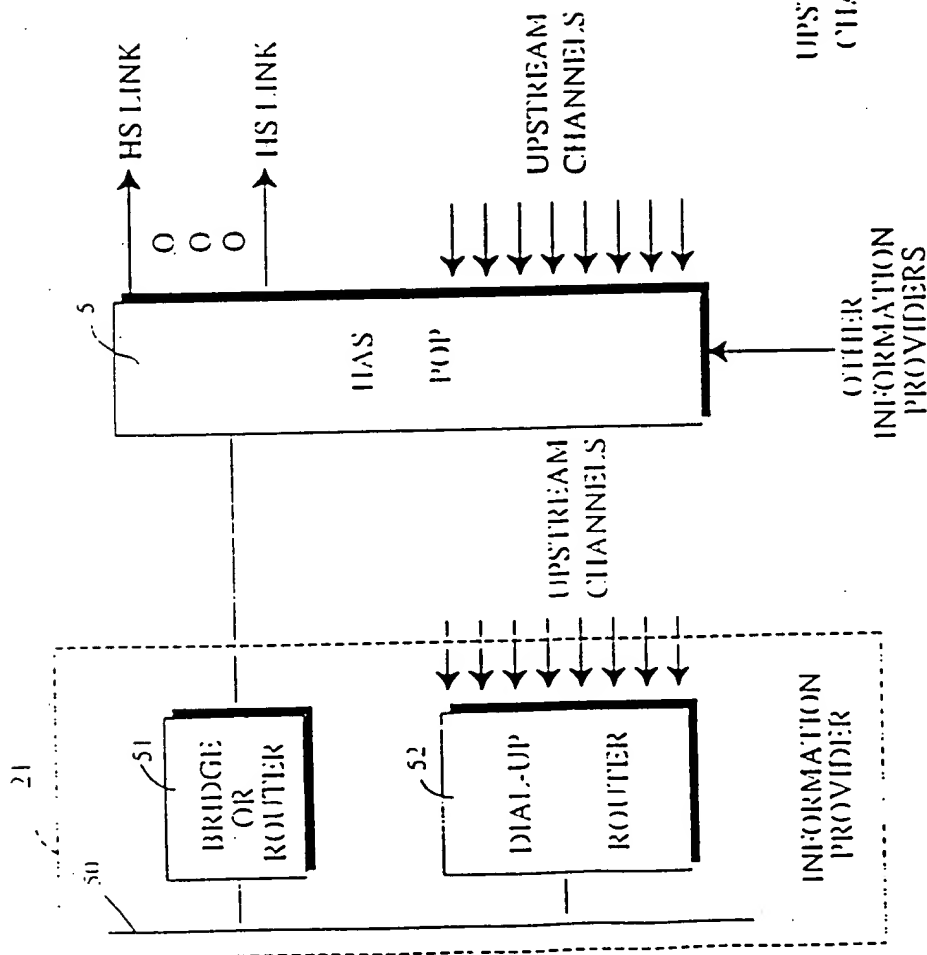 21
50
51
BRIDGE
OR
ROUTER
52
DIAL-UP
ROUTER
INFORMATION
PROVIDER
UPSTREAM
CHANNELS
5
HAS
POP
HS LINK
O
O
O
HS LINK
UPSTREAM
CHANNELS
OTHER
INFORMATION
PROVIDERS